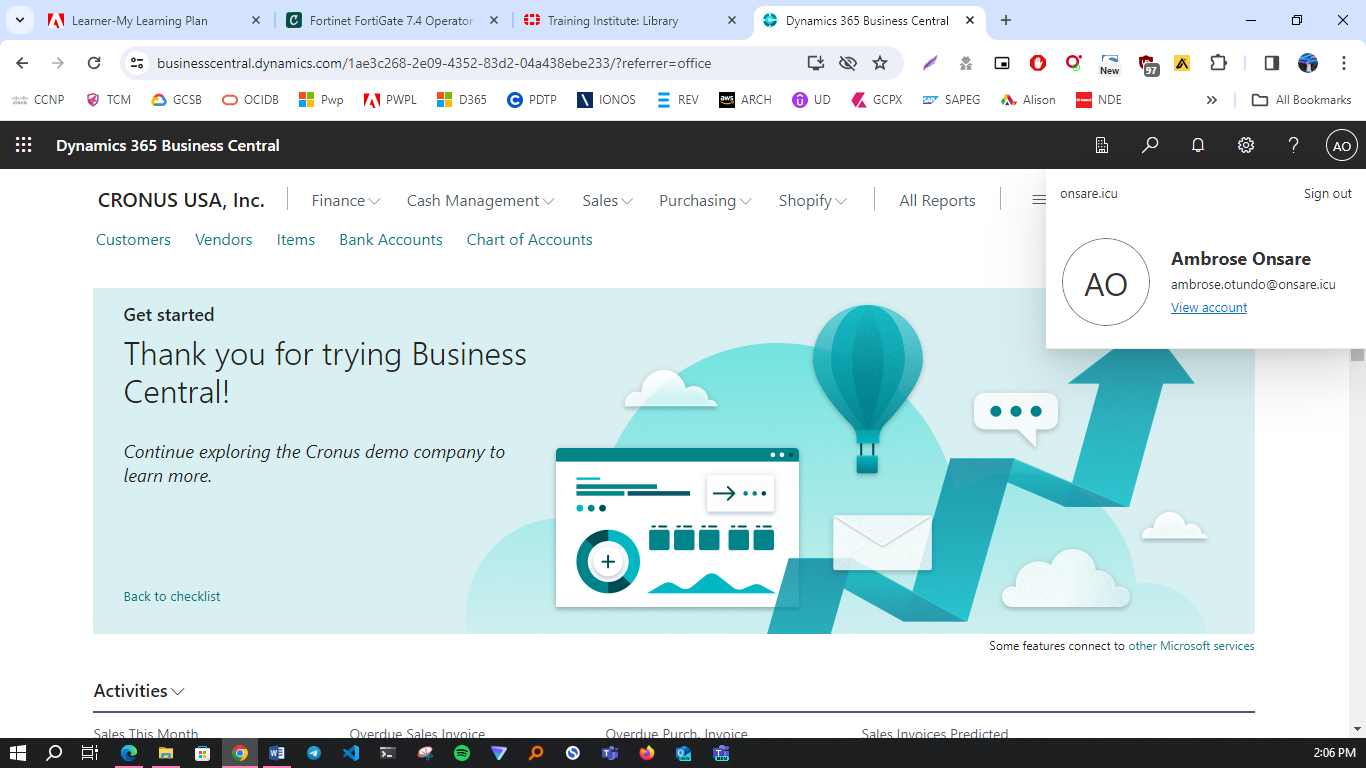 Learner-My Learning Plan
Fortinet FortiGate 7.4 Operator
Training Institute: Library
Dynamics 365 Business Central
businesscentral.dynamics.com/1ae3c268-2e09-4352-83d2-04a438ebe233/?referrer=office
New
97
CCNP
TCM
GCSB
OCIDB
Pwp
PWPL
D365
PDTP
IONOS
REV
aws
ARCH
UD
GCPX
SAP
SAPEG
Alison
NDE
All Bookmarks
Dynamics 365 Business Central
AO
CRONUS USA, Inc.
Finance
Cash Management
Sales
Purchasing
Shopify
All Reports
onsare.icu
Sign out
Customers
Vendors
Items
Bank Accounts
Chart of Accounts
AO
Ambrose Onsare
ambrose.otundo@onsare.icu
View account
Get started
Thank you for trying Business
Central!
Continue exploring the Cronus demo company to
learn more.
Back to checklist
Some features connect to other Microsoft services
Activities
Sales This Month
Overdue Sales Invoice
Overdue Purch. Invoice
Sales Invoices Predicted
2:06 PM